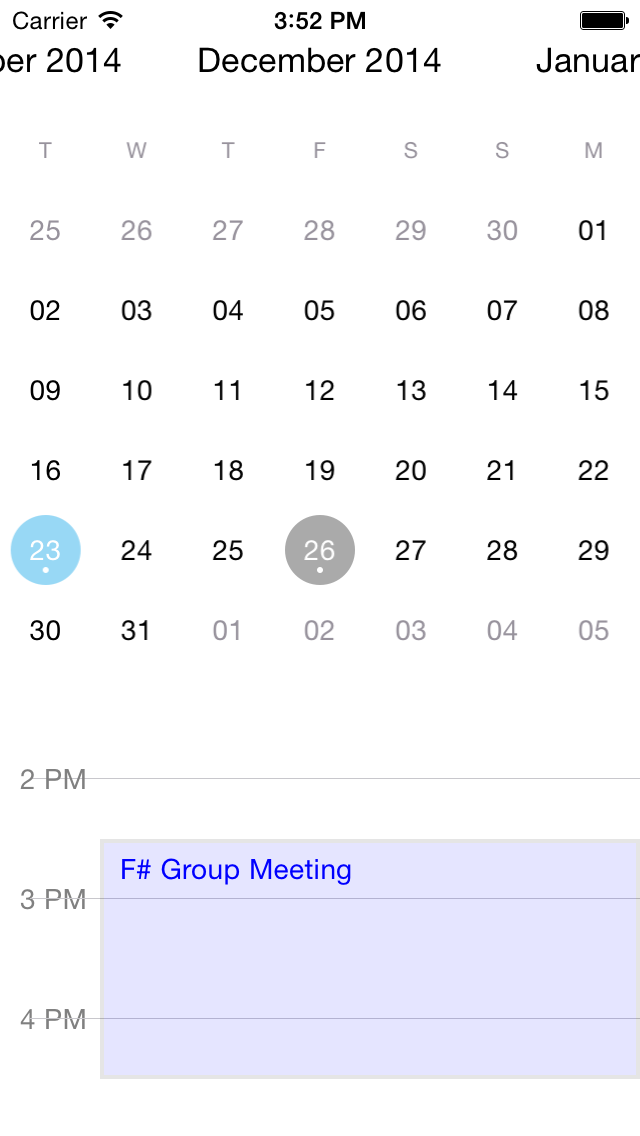 Carrier 3:52 PM
ber 2014 December 2014 Januar
T W T F S S M
25 26 27 28 29 30 01
02 03 04 05 06 07 08
09 10 11 12 13 14 15
16 17 18 19 20 21 22
23 24 25 26 27 28 29
30 31 01 02 03 04 05
2 PM
F# Group Meeting
3 PM
4 PM